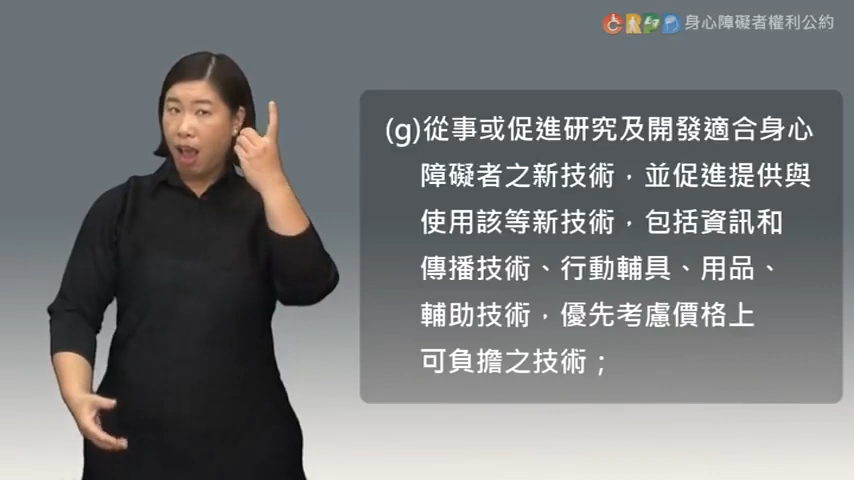 CRPD 身心障礙者權利公約
(g)從事或促進研究及開發適合身心
障礙者之新技術，並促進提供與
使用該等新技術，包括資訊和
傳播技術、行動輔具、用品、
輔助技術，優先考慮價格上
可負擔之技術；